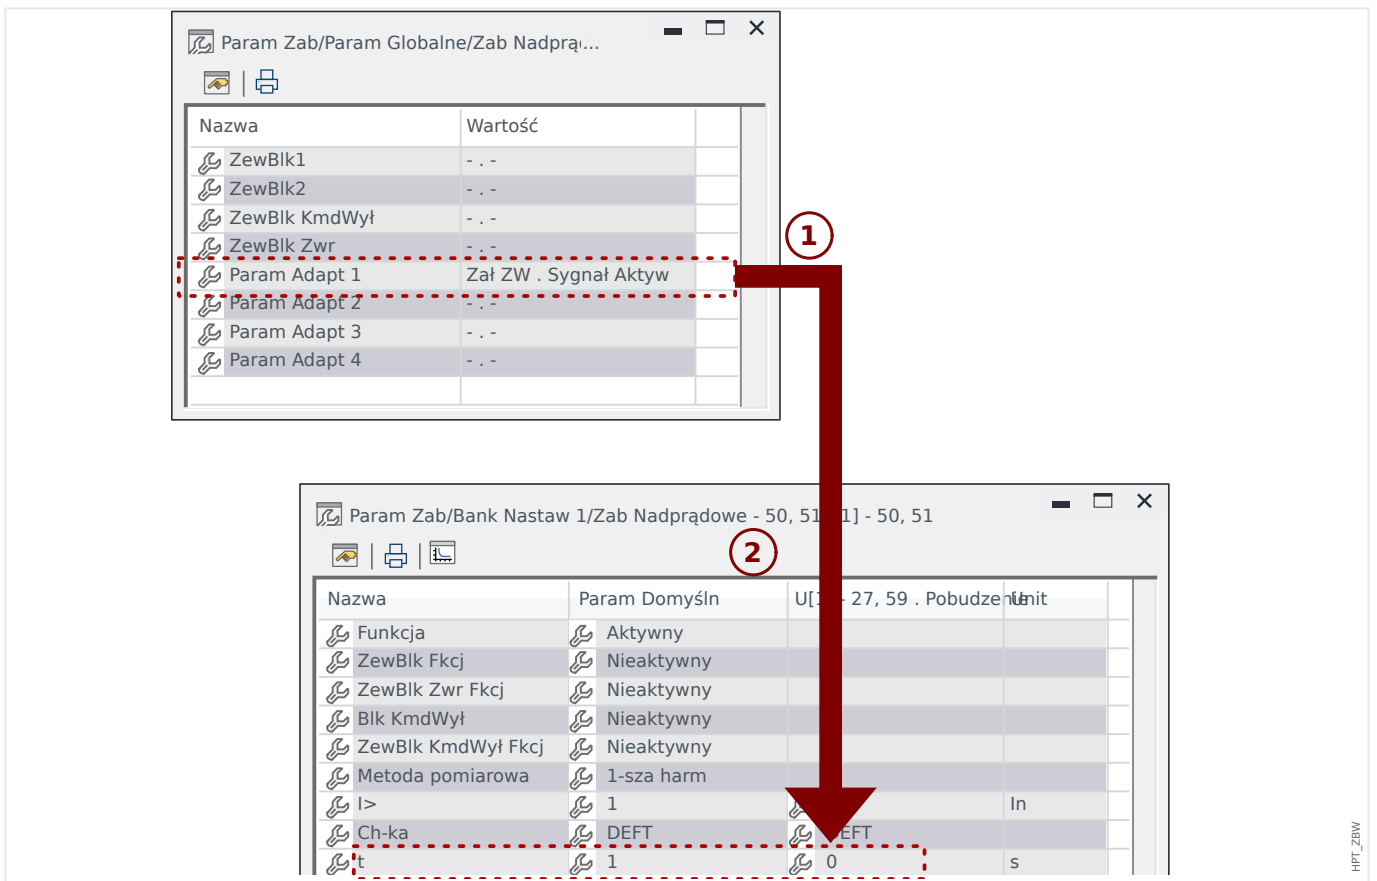 Param Zab/Param Globalne/Zab Nadprą...
Nazwa Wartość
ZewBlk1 - . -
ZewBlk2 - . -
ZewBlk KmdWył - . -
ZewBlk Zwr - . -
Param Adapt 1 Zał ZW . Sygnał Aktyw
Param Adapt 2 - . -
Param Adapt 3 - . -
Param Adapt 4 - . -
1
Param Zab/Bank Nastaw 1/Zab Nadprądowe - 50, 51 1] - 50, 51
2
Nazwa Param Domyśln - 27, 59 . Pobudzenie Unit
Funkcja Aktywny
ZewBlk Fkcj Nieaktywny
ZewBlk Zwr Fkcj Nieaktywny
Blk KmdWył Nieaktywny
ZewBlk KmdWył Fkcj Nieaktywny
Metoda pomiarowa 1-sza harm
I> 1 In
Ch-ka DEFT
t 1 0 s
HPT_ZBW